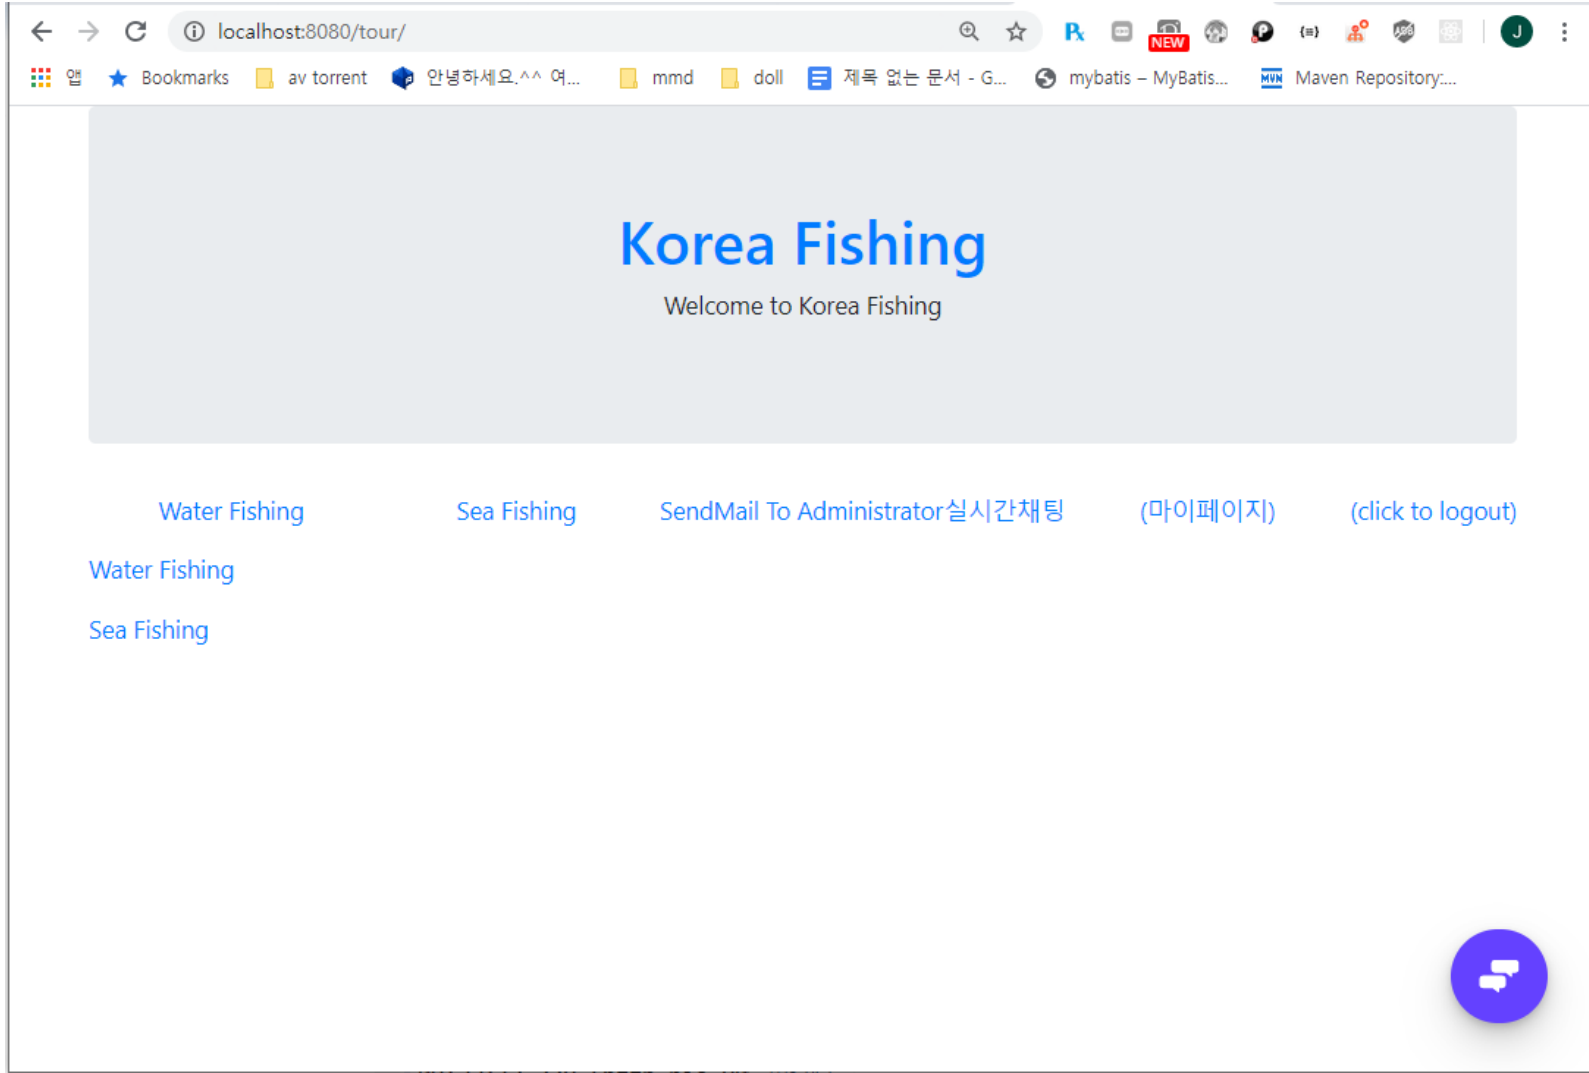 localhost:8080/tour/
NEW
{=}
J
앱 Bookmarks av torrent 안녕하세요.^^ 여... mmd doll 제목 없는 문서 - G... mybatis – MyBatis... MVN Maven Repository:...
Korea Fishing
Welcome to Korea Fishing
Water Fishing Sea Fishing SendMail To Administrator실시간채팅 (마이페이지) (click to logout)
Water Fishing
Sea Fishing